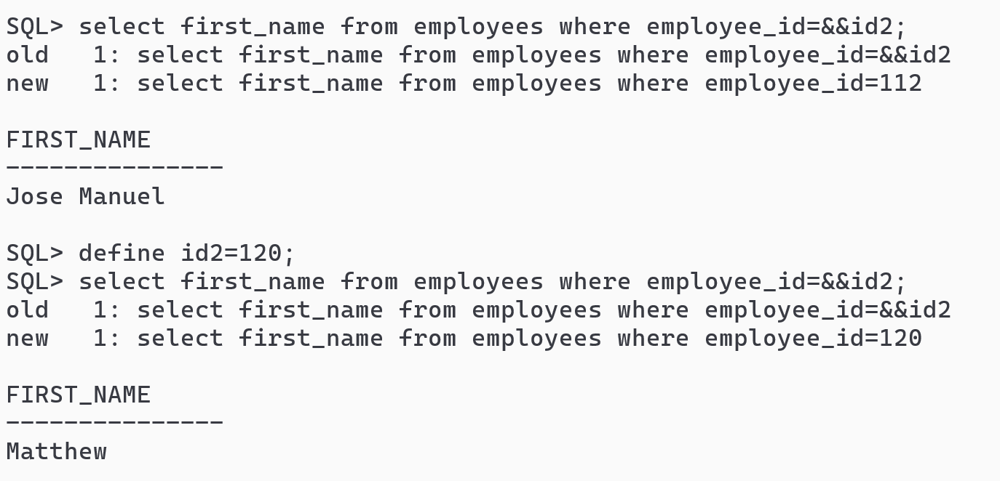 SQL> select first_name from employees where employee_id=&&id2;
old   1: select first_name from employees where employee_id=&&id2
new   1: select first_name from employees where employee_id=112
FIRST_NAME
---------------
Jose Manuel
SQL> define id2=120;
SQL> select first_name from employees where employee_id=&&id2;
old   1: select first_name from employees where employee_id=&&id2
new   1: select first_name from employees where employee_id=120
FIRST_NAME
---------------
Matthew